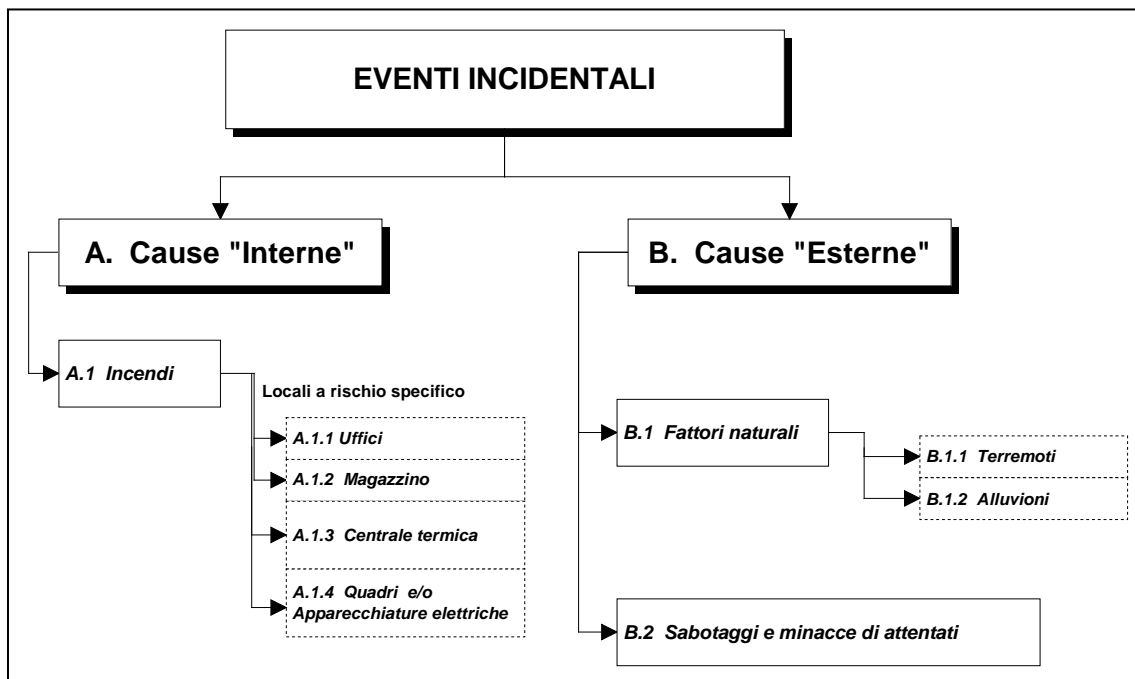 EVENTI INCIDENTALI
A. Cause "Interne"
B. Cause "Esterne"
A.1 Incendi
Locali a rischio specifico
A.1.1 Uffici
A.1.2 Magazzino
A.1.3 Centrale termica
A.1.4 Quadri e/o
Apparecchiature elettriche
B.1 Fattori naturali
B.1.1 Terremoti
B.1.2 Alluvioni
B.2 Sabotaggi e minacce di attentati